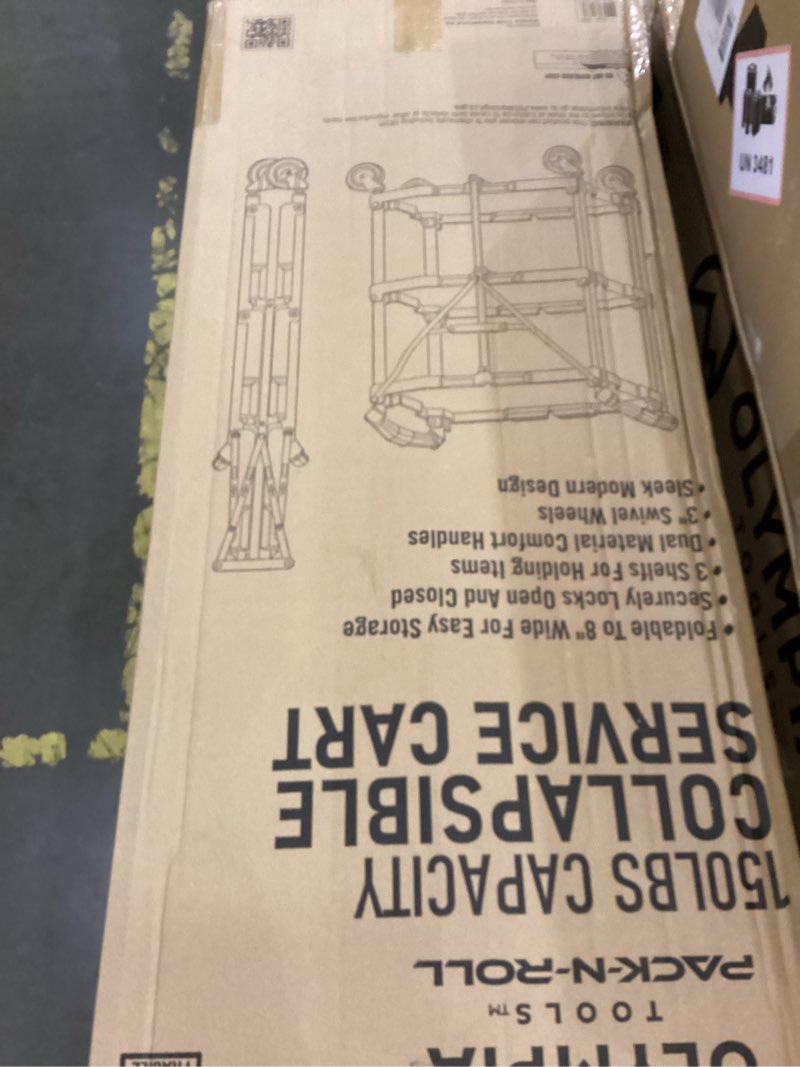 FRAGILE
OLYMPIA
TOOLS™
PACK-N-ROLL
150LBS CAPACITY
COLLAPSIBLE
SERVICE CART
• Foldable To 8" Wide For Easy Storage
• Securely Locks Open And Closed
• 3 Shelfs For Holding Items
• Dual Material Comfort Handles
• 3" Swivel Wheels
• Sleek Modern Design
UN 3481
OLYMPI